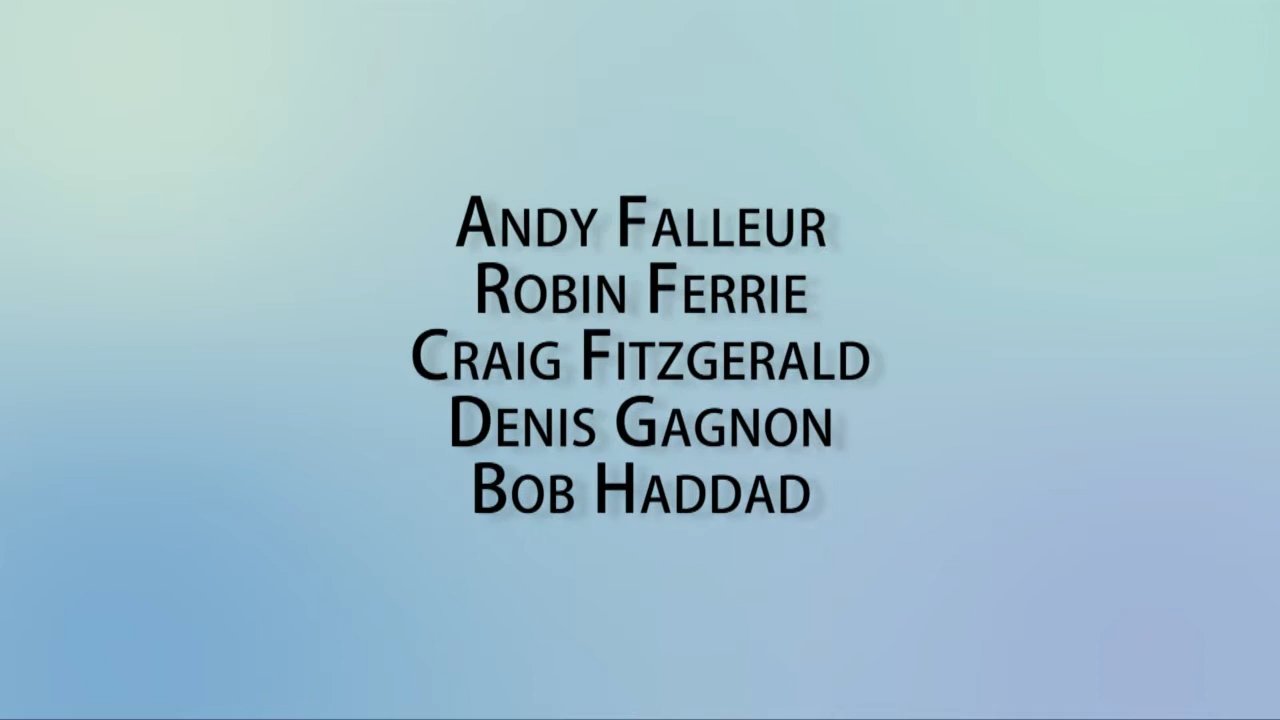 Andy Falleur
Robin Ferrie
Craig Fitzgerald
Denis Gagnon
Bob Haddad